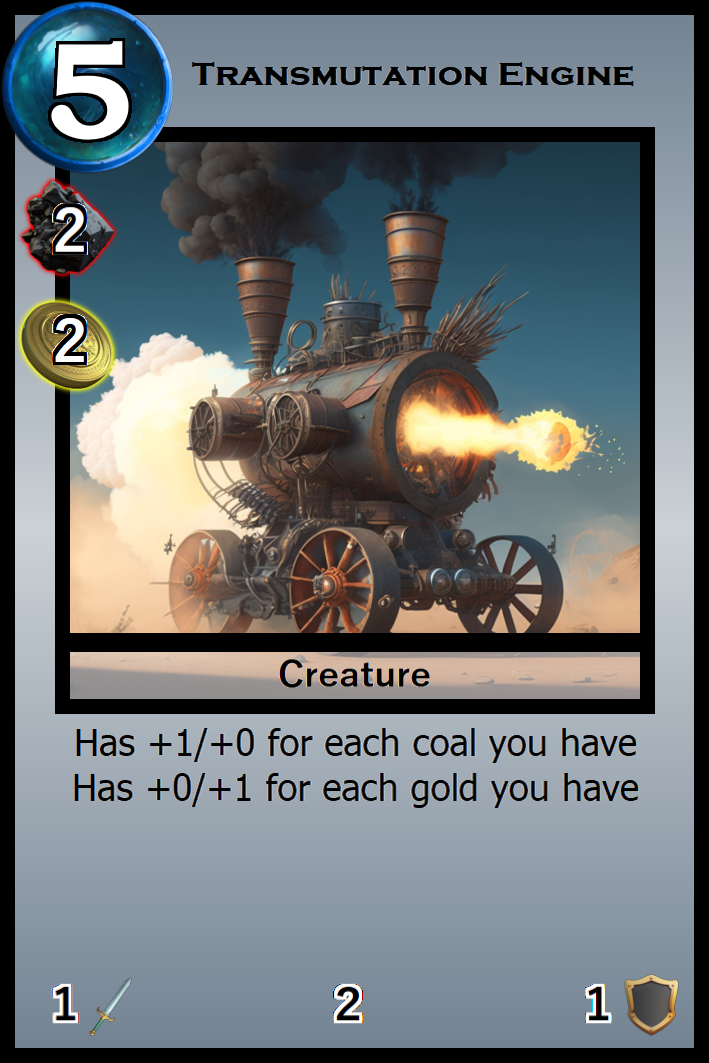 5
Transmutation Engine
2
2
Creature
Has +1/+0 for each coal you have
Has +0/+1 for each gold you have
1 2 1